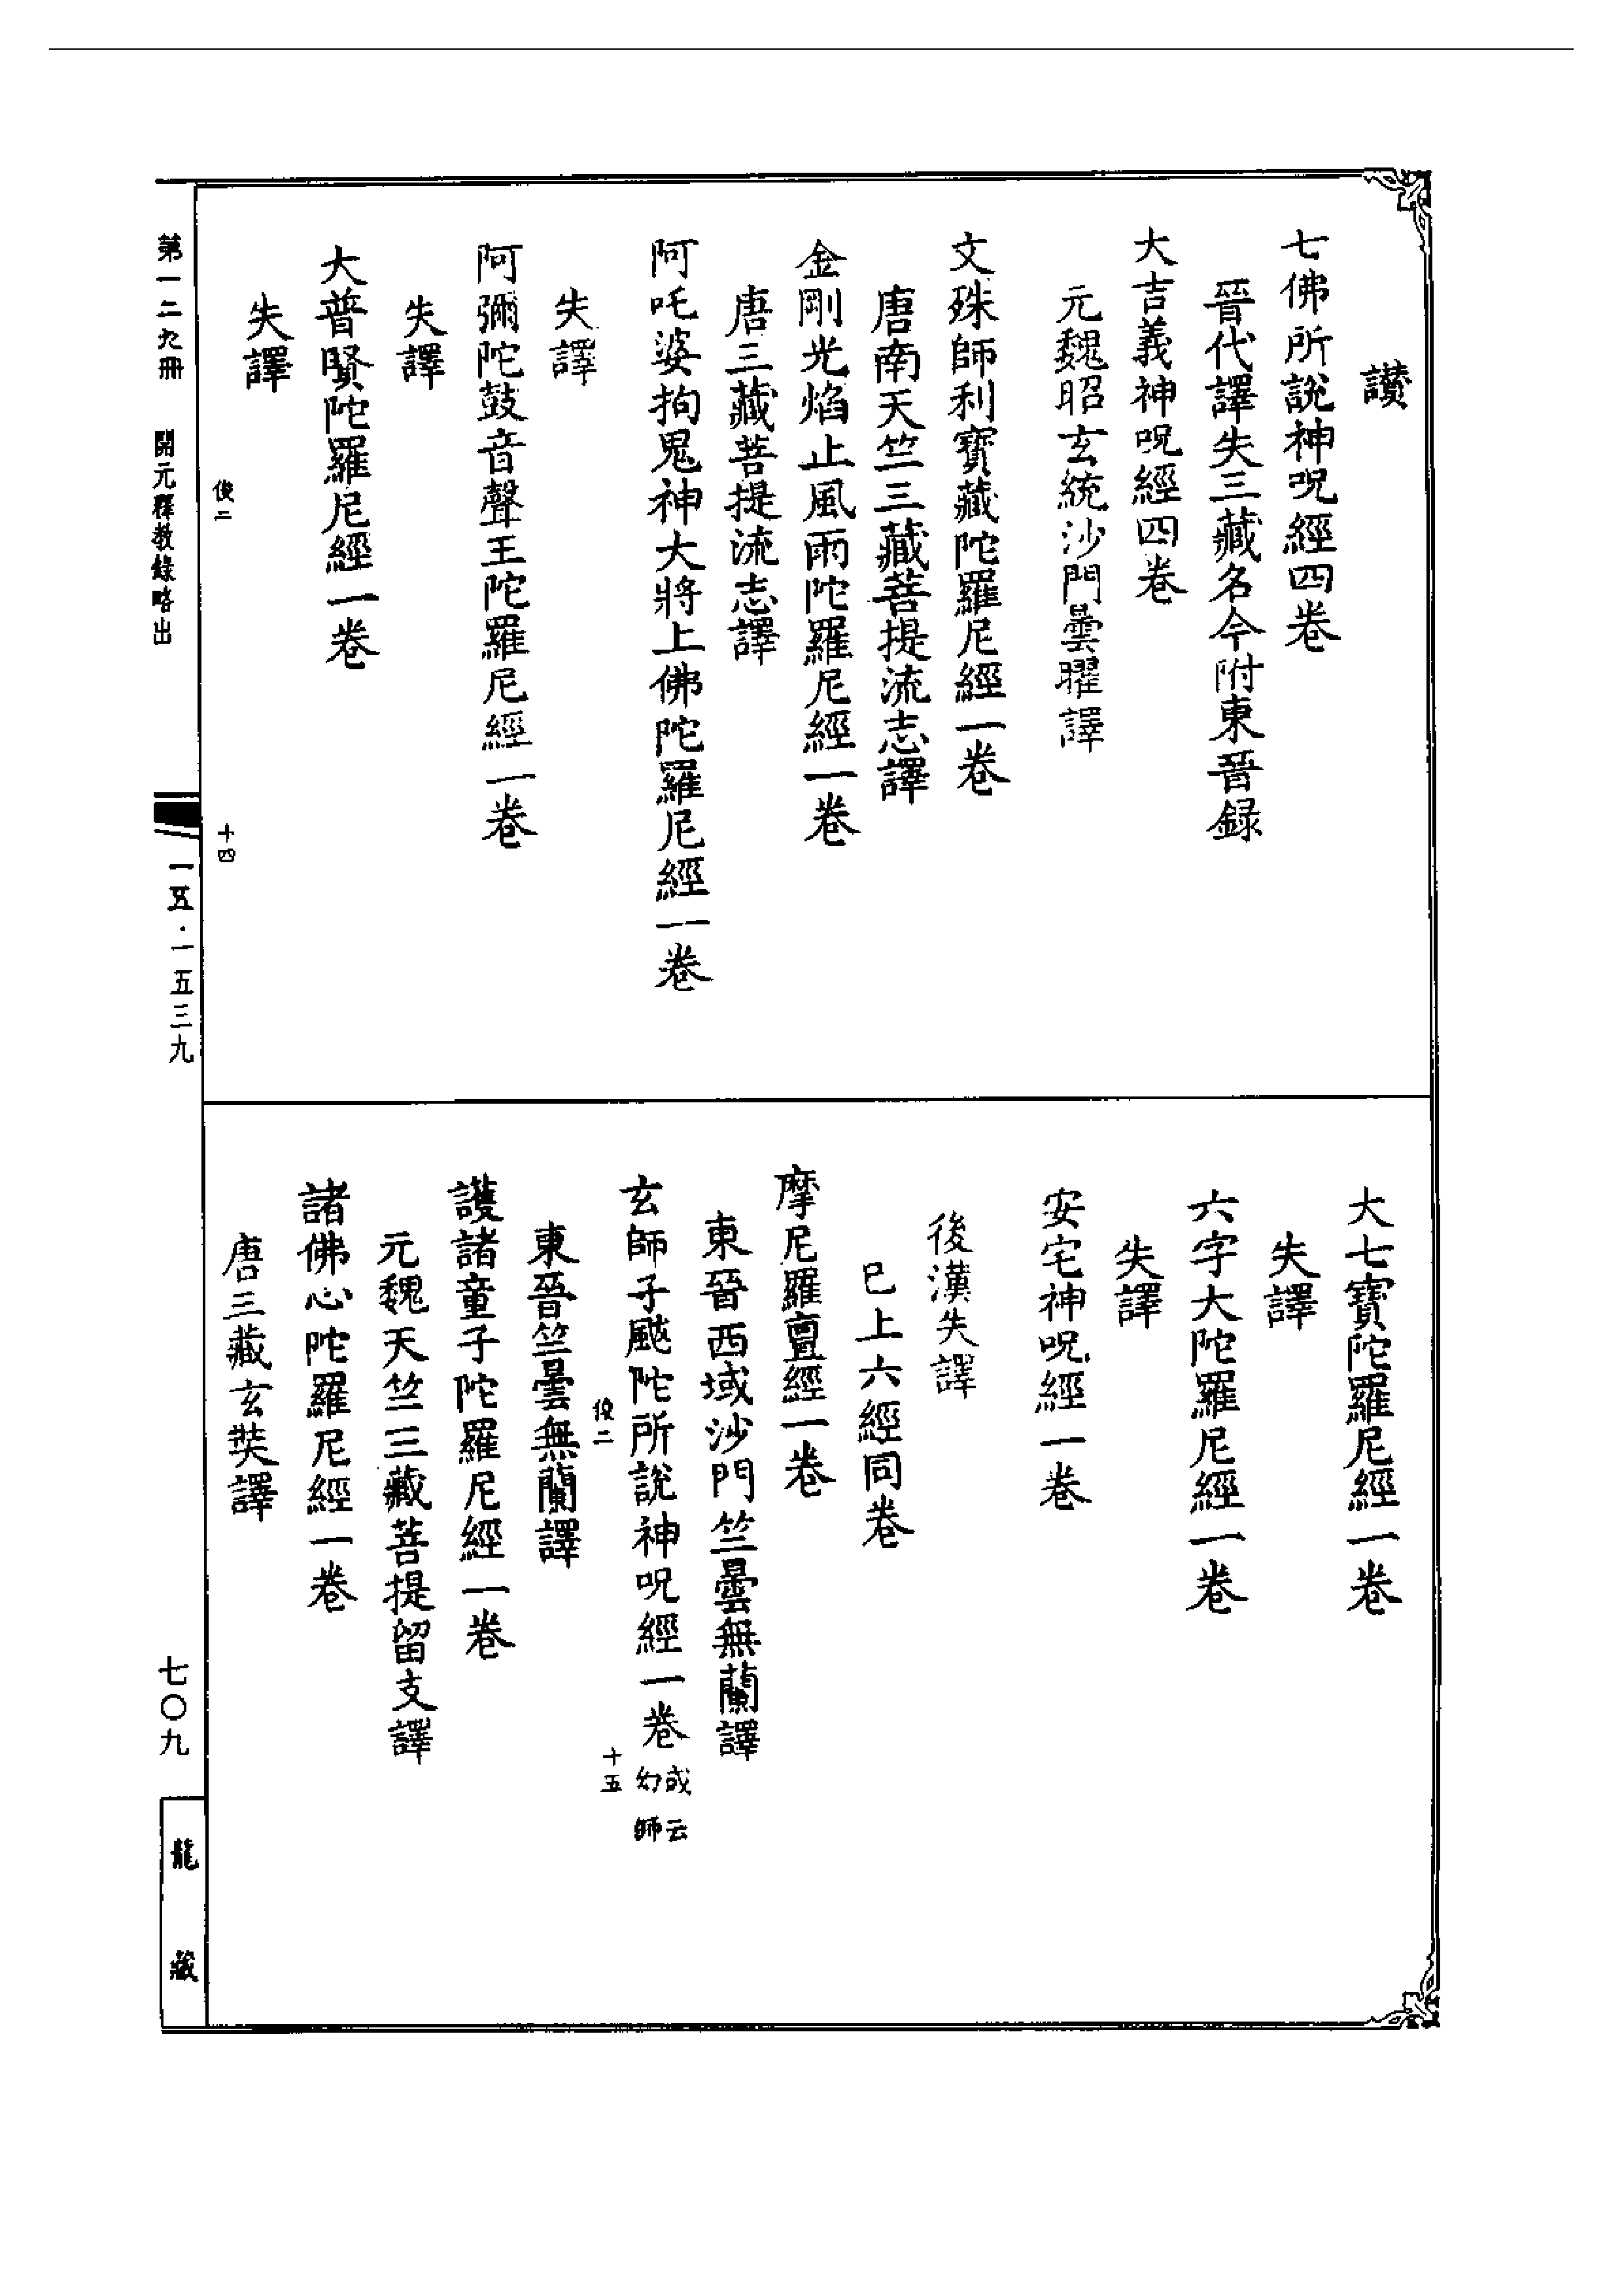 讃
七佛所說神呪經四卷
晉代譯失三藏名今附東晉録
大吉義神呪經四卷
元魏昭玄統沙門曇曜譯
文殊師利寶藏陀羅尼經一卷
唐南天竺三藏菩提流志譯
金剛光焰止風雨陀羅尼經一卷
唐三藏菩提流志譯
阿吒婆拘鬼神大將上佛陀羅尼經一卷
失譯
阿彌陀鼓音聲王陀羅尼經一卷
失譯
大普賢陀羅尼經一卷
失譯
俊二
十四
大七寶陀羅尼經一卷
失譯
六字大陀羅尼經一卷
失譯
安宅神呪經一卷
後漢失譯
已上六經同卷
摩尼羅亶經一卷
東晉西域沙門竺曇無蘭譯
玄師子颰陀所說神呪經一卷 或云幻師
俊二
十五
東晉竺曇無蘭譯
護諸童子陀羅尼經一卷
元魏天竺三藏菩提留支譯
諸佛心陀羅尼經一卷
唐三藏玄奘譯
第一二九冊
開元釋教錄略出
一五·一五三九
七〇九
龍藏